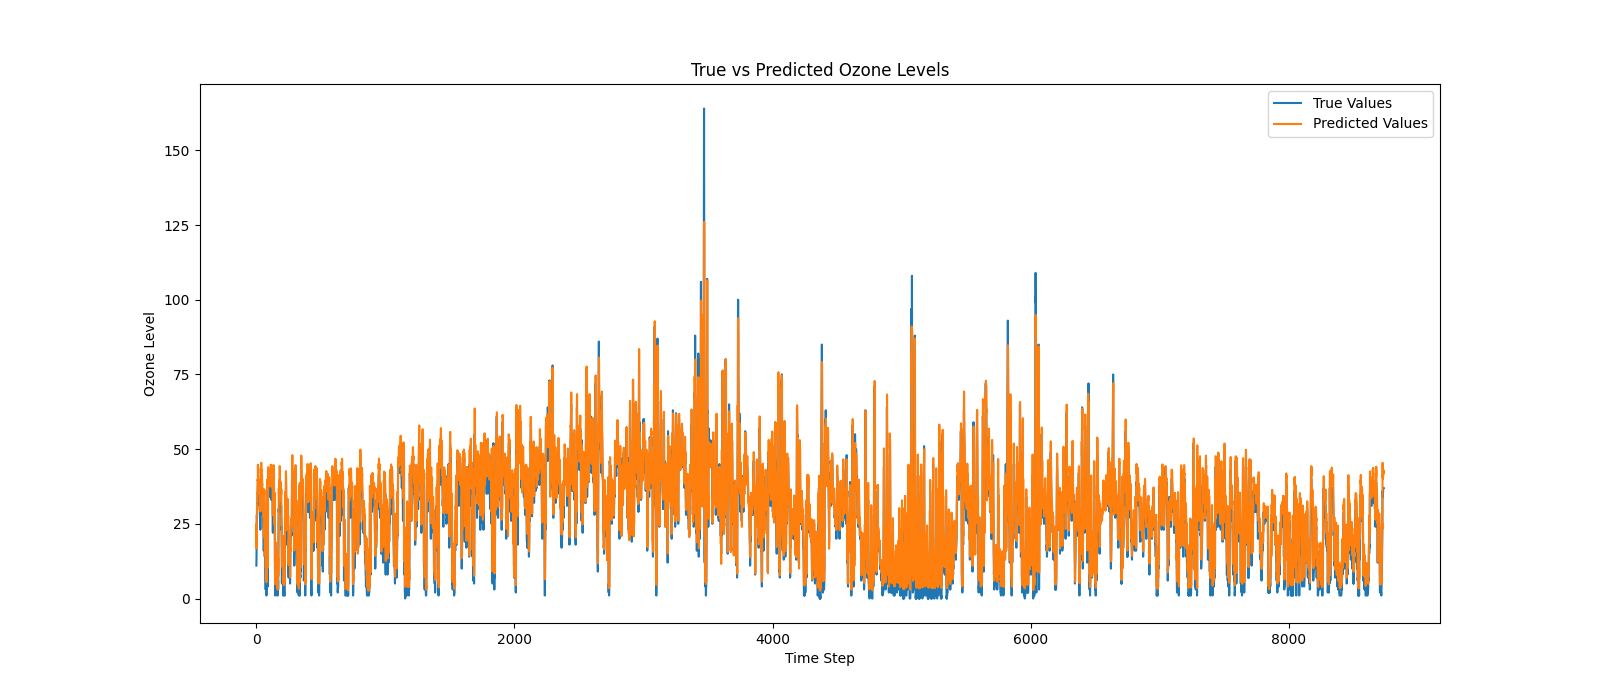 True vs Predicted Ozone Levels
True Values
Predicted Values
150
125
100
75
50
25
0
Ozone Level
0 2000 4000 6000 8000
Time Step